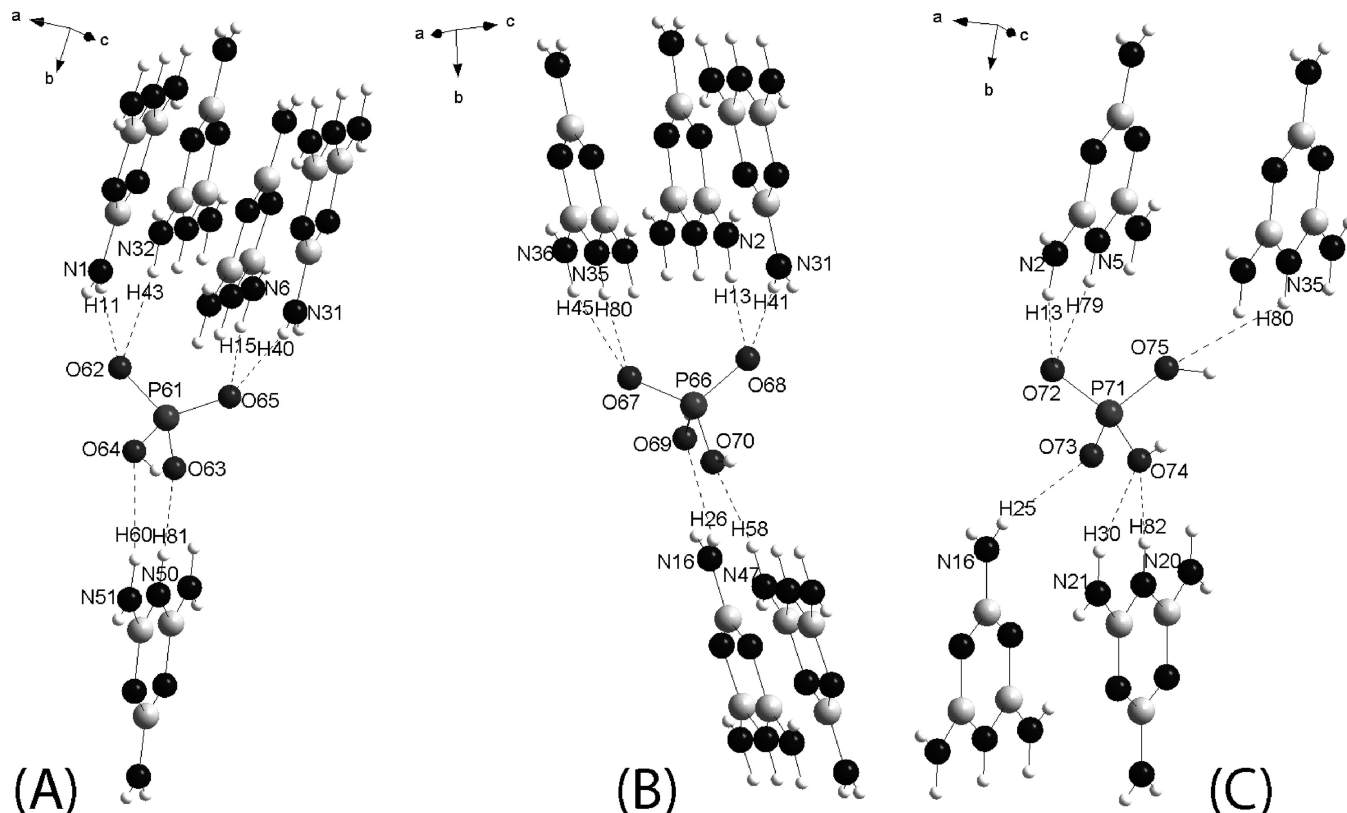 a
c
b
N1
N32
H11
H43
N6
N31
H15
H40
O62
P61
O65
O64
O63
H60
H81
N51
N50
(A)
a
c
b
N36
N35
N2
N31
H45
H80
H13
H41
O67
P66
O68
O69
O70
H26
H58
N16
N47
(B)
a
c
b
N2
N5
N35
H13
H79
H80
O72
P71
O75
O73
O74
H25
H30
H82
N16
N21
N20
(C)